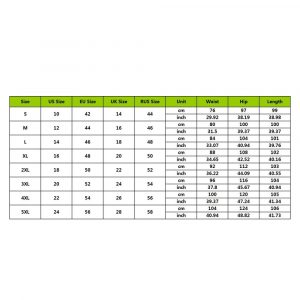 Size US Size EU Size UK Size RUS Size Unit Waist Hip Length
S 10 42 14 44 cm 76 97 99
inch 29.92 38.19 38.98
M 12 44 16 46 cm 80 100 100
inch 31.5 39.37 39.37
L 14 46 18 48 cm 84 104 101
inch 33.07 40.94 39.76
XL 16 48 20 50 cm 88 108 102
inch 34.65 42.52 40.16
2XL 18 50 22 52 cm 92 112 103
inch 36.22 44.09 40.55
3XL 20 52 24 54 cm 96 116 104
inch 37.8 45.67 40.94
4XL 22 54 26 56 cm 100 120 105
inch 39.37 47.24 41.34
5XL 24 56 28 58 cm 104 124 106
inch 40.94 48.82 41.73